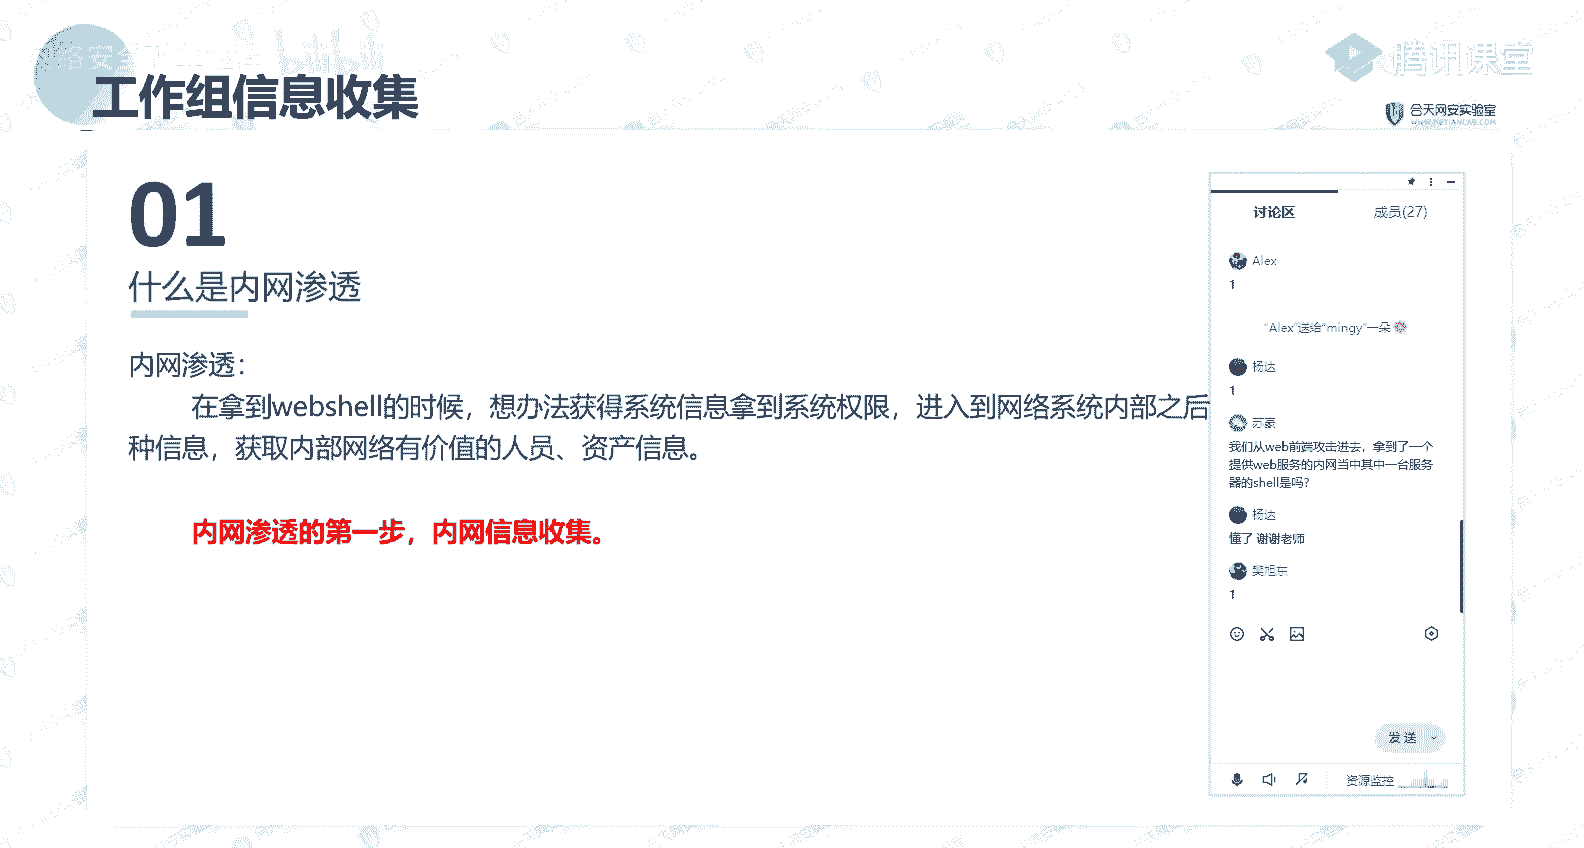 工作组信息收集
腾讯课堂
合天网安实验室
01
什么是内网渗透
内网渗透：
在拿到webshell的时候，想办法获得系统信息拿到系统权限，进入到网络系统内部之后
种信息，获取内部网络有价值的人员、资产信息。
内网渗透的第一步，内网信息收集。
讨论区
成员(27)
Alex
1
“Alex”送给“mingy”一朵
杨达
1
苏豪
我们从web前端攻击进去，拿到了一个
提供web服务的内网当中其中一台服务
器的shell是吗?
杨达
懂了 谢谢老师
樊旭东
1
发送
资源监控